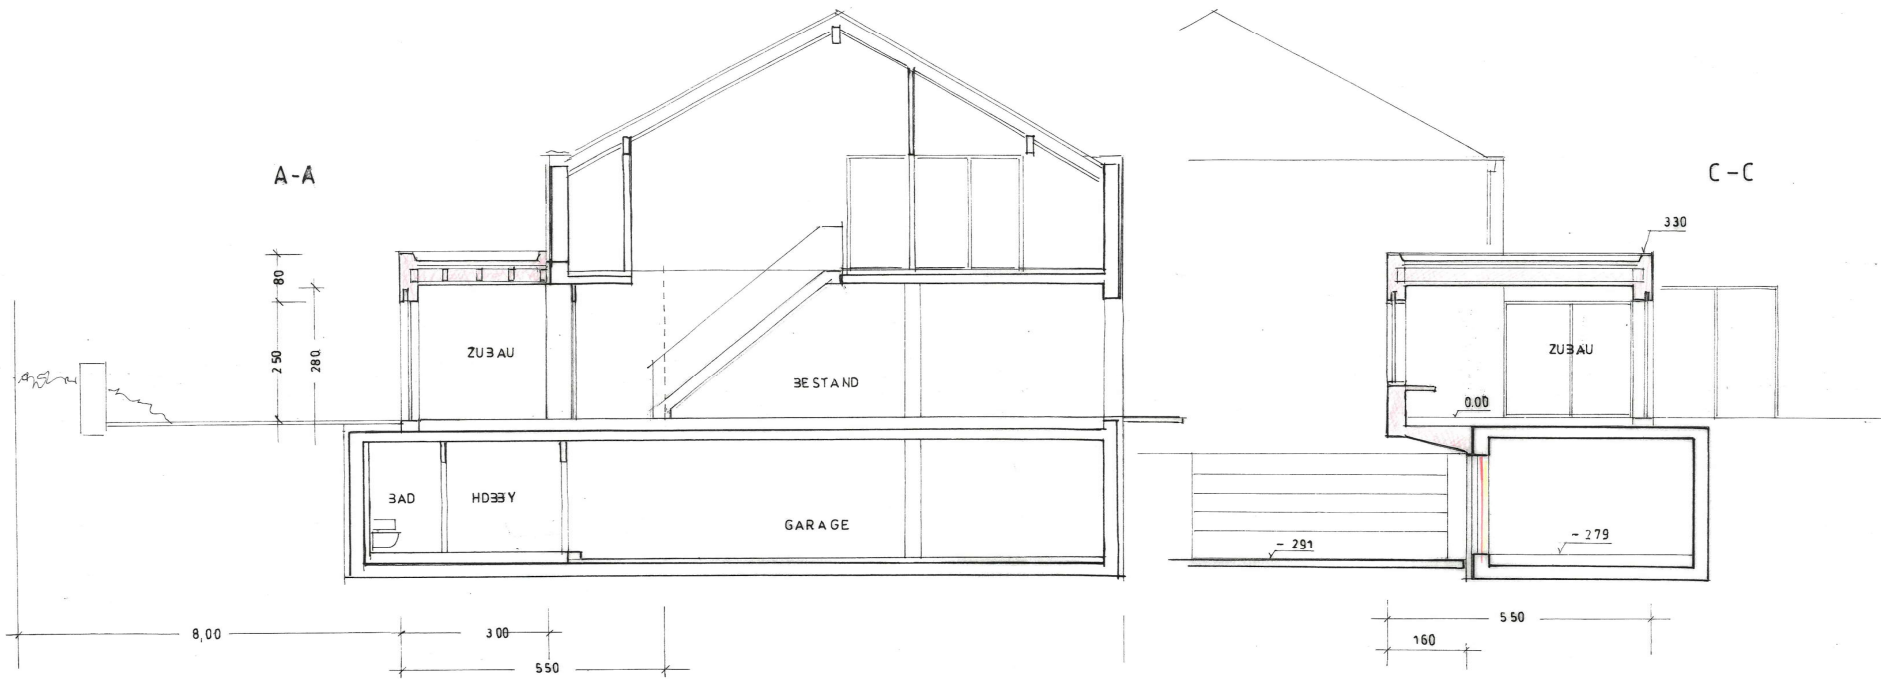 A-A
C-C
330
80
250
280
ZUBAU
BESTAND
ZUBAU
0.00
BAD
HOBBY
GARAGE
- 291
- 279
8,00
300
550
550
160